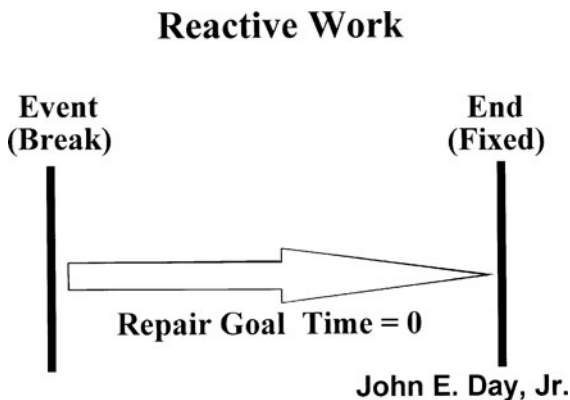 Reactive Work
Event
(Break)
End
(Fixed)
Repair Goal Time = 0
John E. Day, Jr.